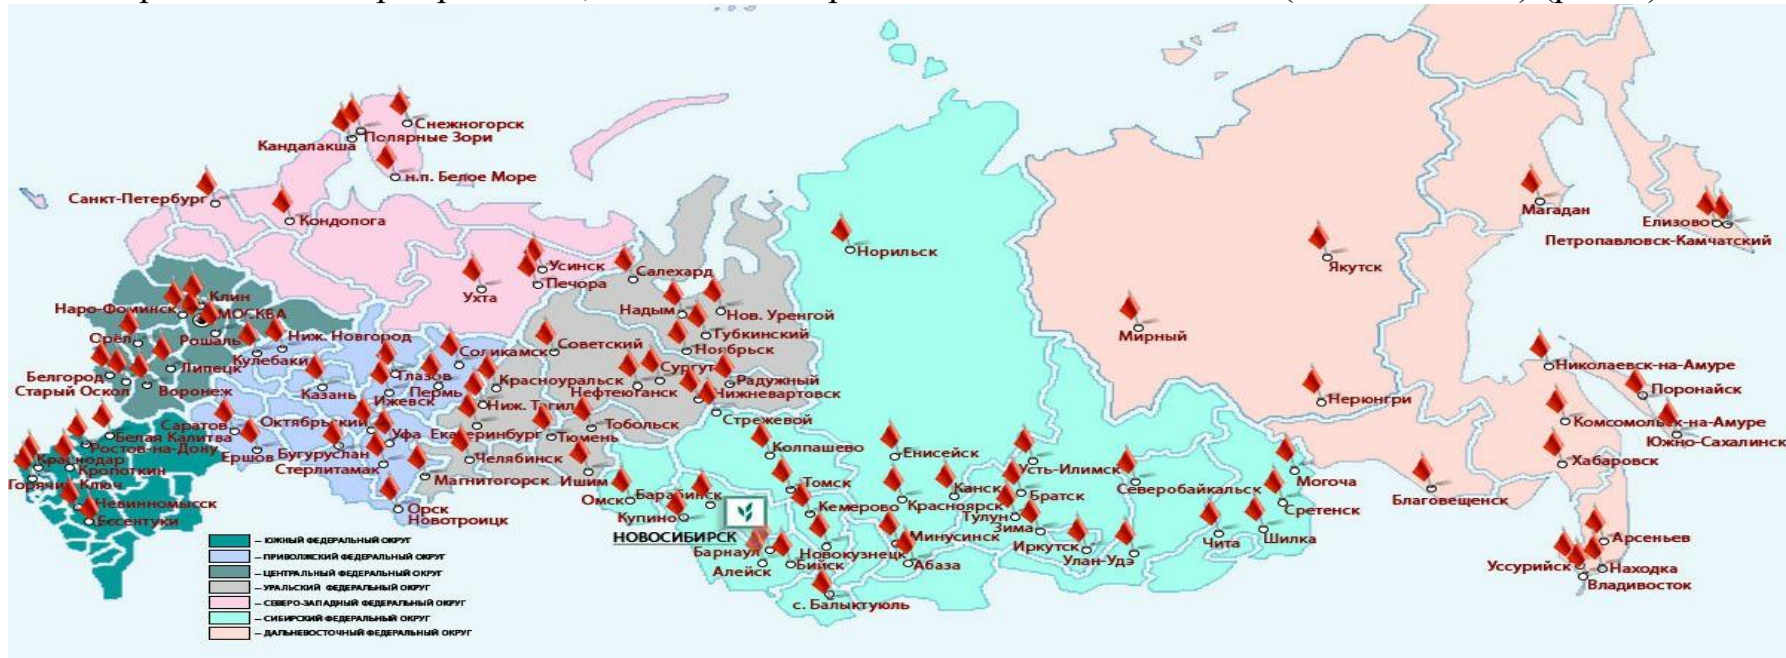 Снежногорск
Полярные Зори
Кандалакша
н.п. Белое Море
Санкт-Петербург
Кондопога
Магадан
Елизово
Петропавловск-Камчатский
Норильск
Якутск
Усинск
Печора
Ухта
Салехард
Надым
Нов. Уренгой
Губкинский
Ноябрьск
Мирный
Клин
Наро-Фоминск
МОСКВА
Орёл
Рошаль
Ниж. Новгород
Кулебаки
Соликамск
Советский
Николаевск-на-Амуре
Белгород
Липецк
Старый Оскол
Воронеж
Казань
Глазов
Ижевск
Пермь
Красноуральск
Нефтеюганск
Сургут
Радужный
Нижневартовск
Нерюнгри
Поронайск
Стрежевой
Ниж. Тагил
Тобольск
Саратов
Октябрьский
Уфа
Екатеринбург
Тюмень
Комсомольск-на-Амуре
Южно-Сахалинск
Белая Калитва
Ростов-на-Дону
Ершов
Бугуруслан
Стерлитамак
Челябинск
Колпашево
Енисейск
Усть-Илимск
Хабаровск
Краснодар
Кропоткин
Горячий Ключ
Магнитогорск
Ишим
Омск
Барабинск
Томск
Канск
Братск
Северобайкальск
Могоча
Благовещенск
Невинномысск
Ессентуки
Орск
Новотроицк
Купино
Кемерово
Красноярск
Тулун
Зима
Сретенск
НОВОСИБИРСК
Барнаул
Новокузнецк
Минусинск
Иркутск
Улан-Удэ
Чита
Шилка
Арсеньев
Алейск
Бийск
Абаза
Уссурийск
Находка
Владивосток
с. Балыктуюль
– ЮЖНЫЙ ФЕДЕРАЛЬНЫЙ ОКРУГ
– ПРИВОЛЖСКИЙ ФЕДЕРАЛЬНЫЙ ОКРУГ
– ЦЕНТРАЛЬНЫЙ ФЕДЕРАЛЬНЫЙ ОКРУГ
– УРАЛЬСКИЙ ФЕДЕРАЛЬНЫЙ ОКРУГ
– СЕВЕРО-ЗАПАДНЫЙ ФЕДЕРАЛЬНЫЙ ОКРУГ
– СИБИРСКИЙ ФЕДЕРАЛЬНЫЙ ОКРУГ
– ДАЛЬНЕВОСТОЧНЫЙ ФЕДЕРАЛЬНЫЙ ОКРУГ